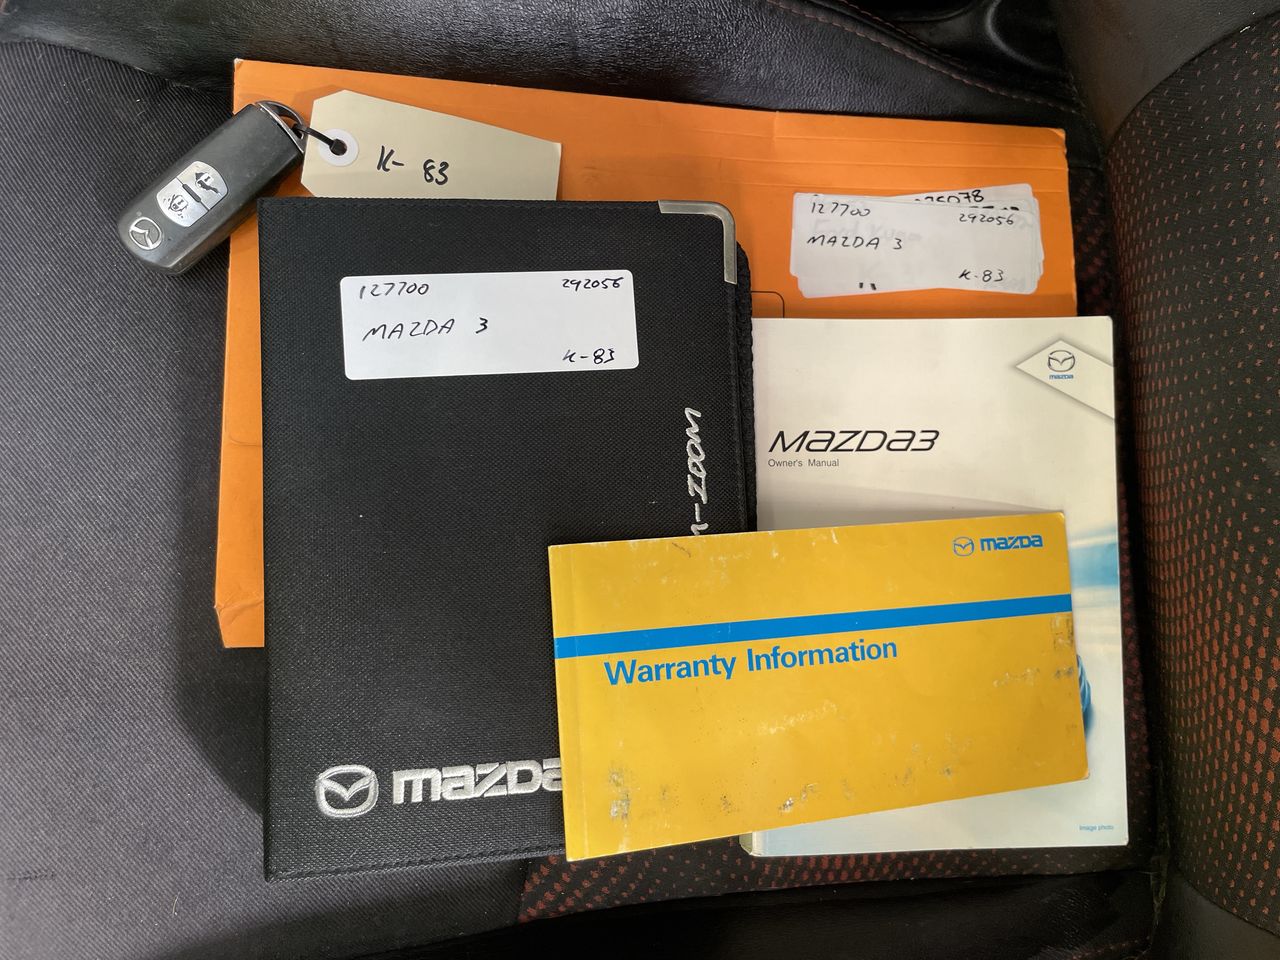 K- 83
127700 292056
MAZDA 3
K-83
127700 292056
MAZDA 3
K-83
mazda
mazda3
Owner's Manual
-ZOOM
mazda
Warranty Information
mazda
Image photo